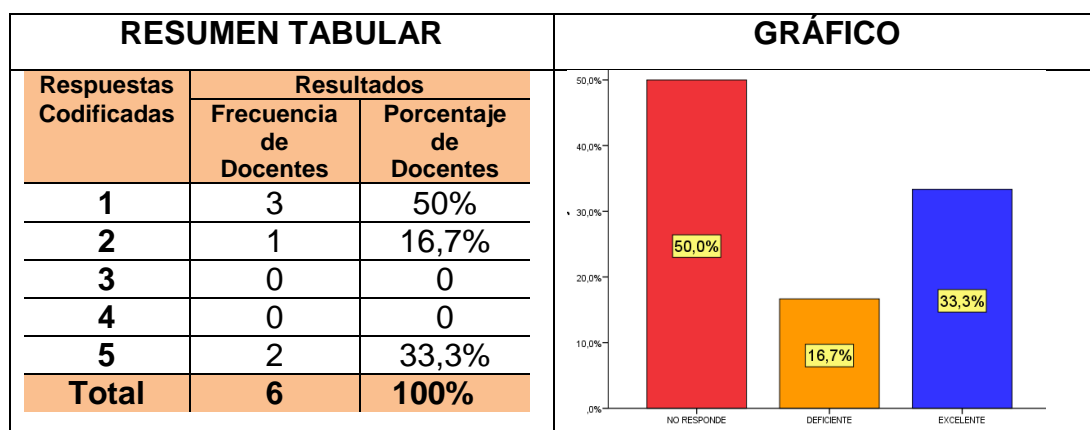 RESUMEN TABULAR
GRÁFICO
Respuestas Codificadas
Resultados
Frecuencia de Docentes
Porcentaje de Docentes
1 3 50%
2 1 16,7%
3 0 0
4 0 0
5 2 33,3%
Total 6 100%
50,0%
40,0%
30,0%
20,0%
10,0%
,0%
50,0%
16,7%
33,3%
NO RESPONDE
DEFICIENTE
EXCELENTE